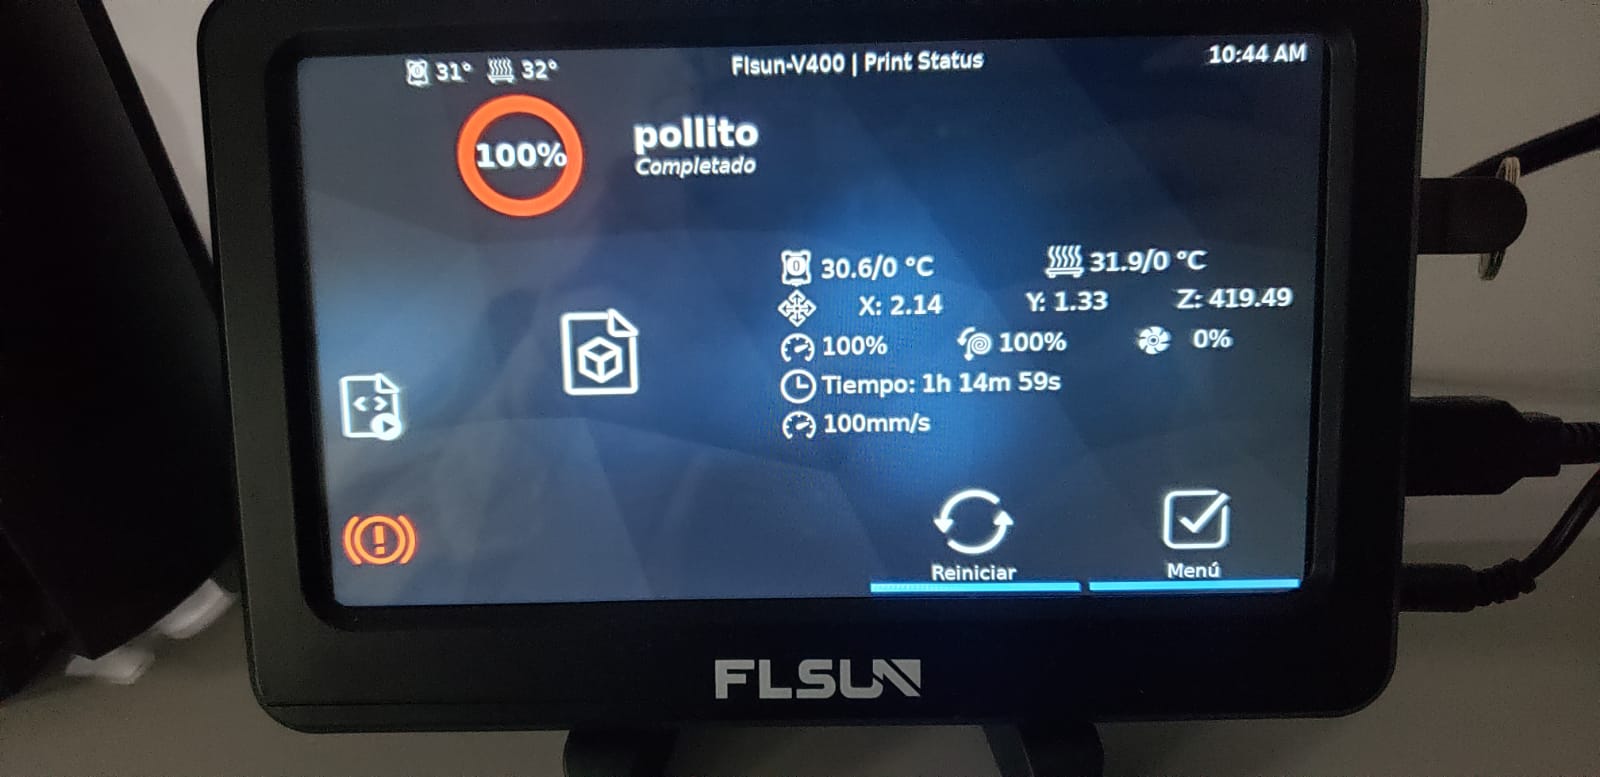 31° 32° Flsun-V400 | Print Status 10:44 AM
100%
pollito
Completado
30.6/0 °C 31.9/0 °C
X: 2.14 Y: 1.33 Z: 419.49
100% 100% 0%
Tiempo: 1h 14m 59s
100mm/s
Reiniciar Menú
FLSUN